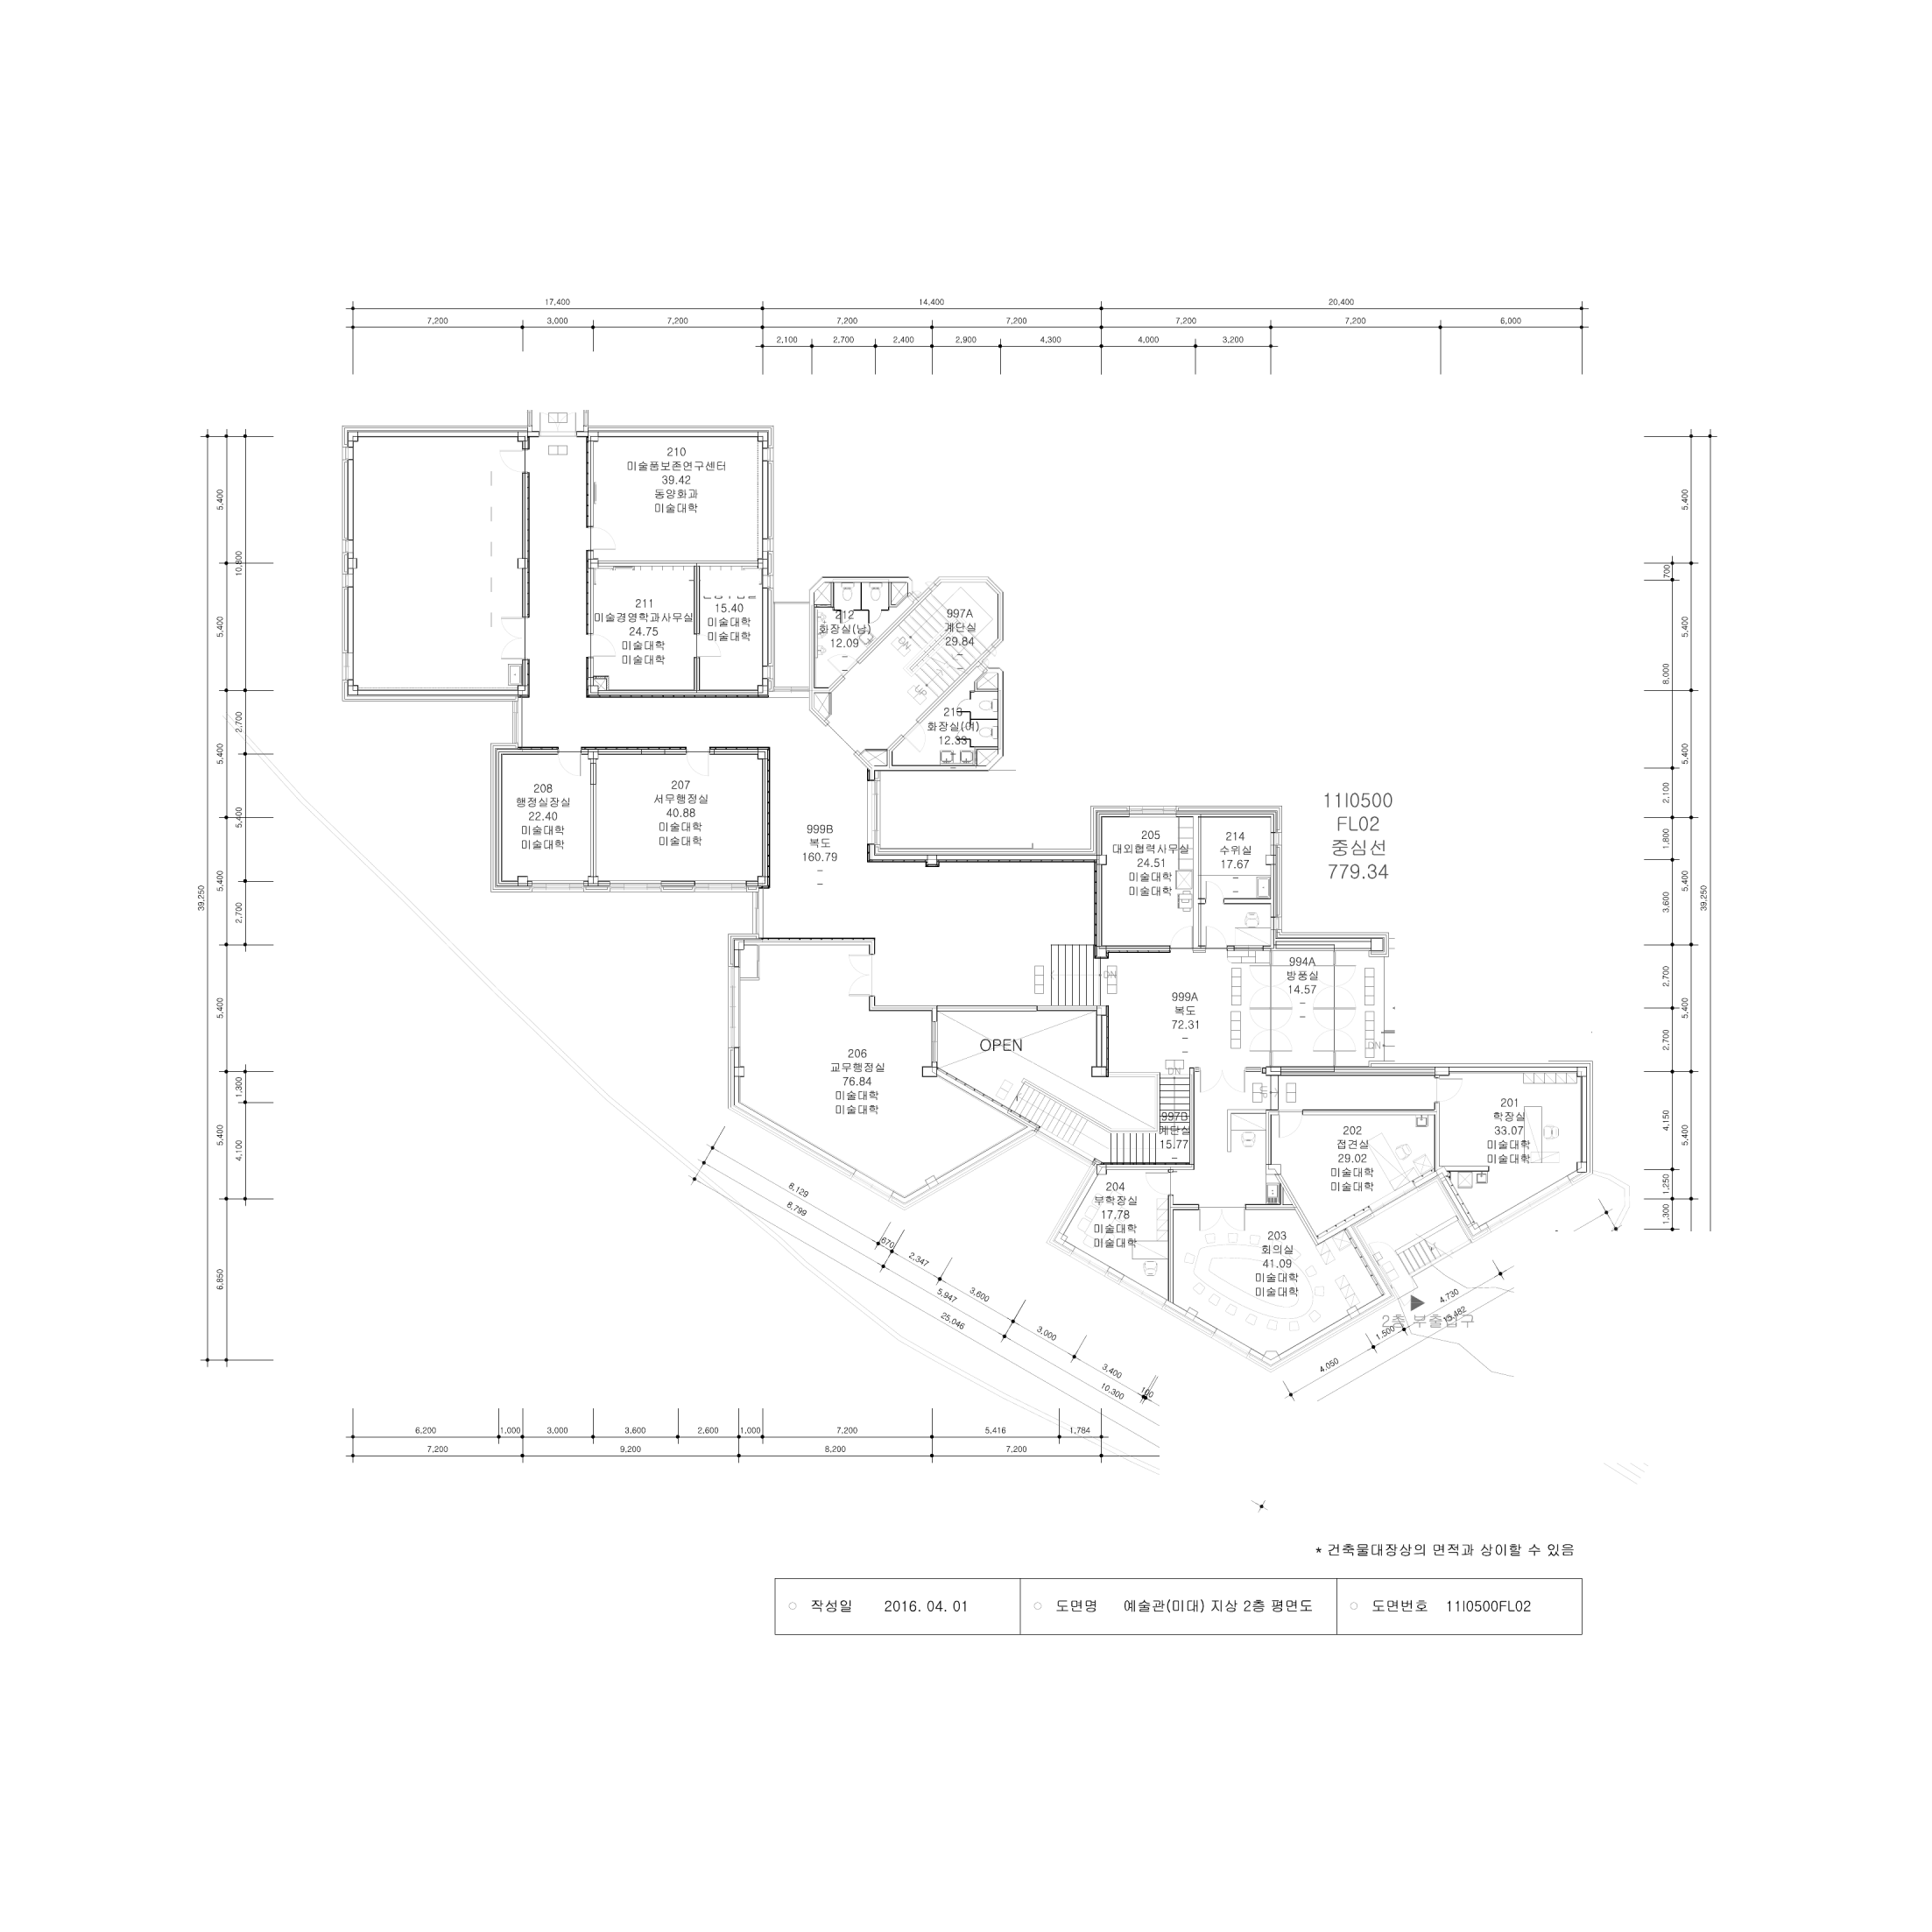 17,400 14,400 20,400
7,200 3,000 7,200 7,200 7,200 7,200 7,200 6,000
2,100 2,700 2,400 2,900 4,300 4,000 3,200
39,250
5,400
5,400
5,400
5,400
5,400
5,400
6,850
10,800
2,700
5,400
2,700
1,300
4,100
210
미술품보존연구센터
39.42
동양화과
미술대학
211
미술경영학과사무실
24.75
미술대학
미술대학
15.40
미술대학
미술대학
212
화장실(남)
12.09
997A
계단실
29.84
DN
UP
213
화장실(여)
12.33
208
행정실장실
22.40
미술대학
미술대학
207
서무행정실
40.88
미술대학
미술대학
999B
복도
160.79
205
대외협력사무실
24.51
미술대학
미술대학
214
수위실
17.67
11I0500
FL02
중심선
779.34
994A
방풍실
14.57
DN
DN
999A
복도
72.31
DN
UP
OPEN
206
교무행정실
76.84
미술대학
미술대학
997B
계단실
15.77
201
학장실
33.07
미술대학
미술대학
202
접견실
29.02
미술대학
미술대학
204
부학장실
17.78
미술대학
미술대학
203
회의실
41.09
미술대학
미술대학
2층 부출입구
5,400
5,400
5,400
5,400
5,400
5,400
700
8,000
2,100
1,800
3,600
2,700
2,700
4,150
1,250
1,300
39,250
8,129
8,799
670
2,347
3,600
5,947
25,046
3,000
3,400
10,300
100
4,730
15,482
1,500
4,050
6,200 1,000 3,000 3,600 2,600 1,000 7,200 5,416 1,784
7,200 9,200 8,200 7,200
* 건축물대장상의 면적과 상이할 수 있음
○ 작성일 2016. 04. 01 ○ 도면명 예술관(미대) 지상 2층 평면도 ○ 도면번호 11I0500FL02